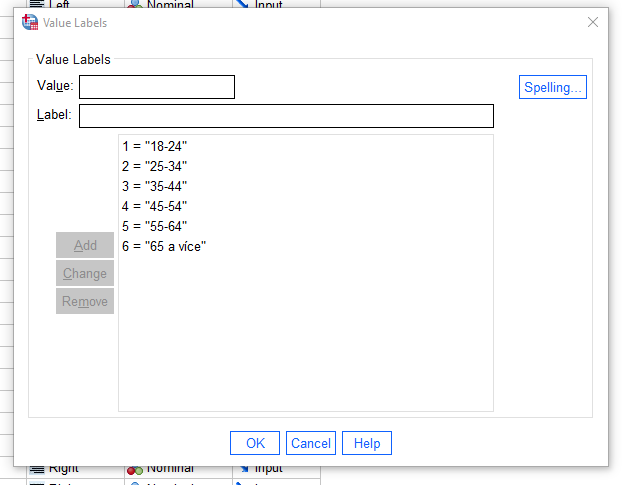 Left Nominal Input
Value Labels
Value Labels
Value:
Spelling...
Label:
1 = "18-24"
2 = "25-34"
3 = "35-44"
4 = "45-54"
5 = "55-64"
6 = "65 a více"
Add
Change
Remove
OK Cancel Help
Right Nominal Input